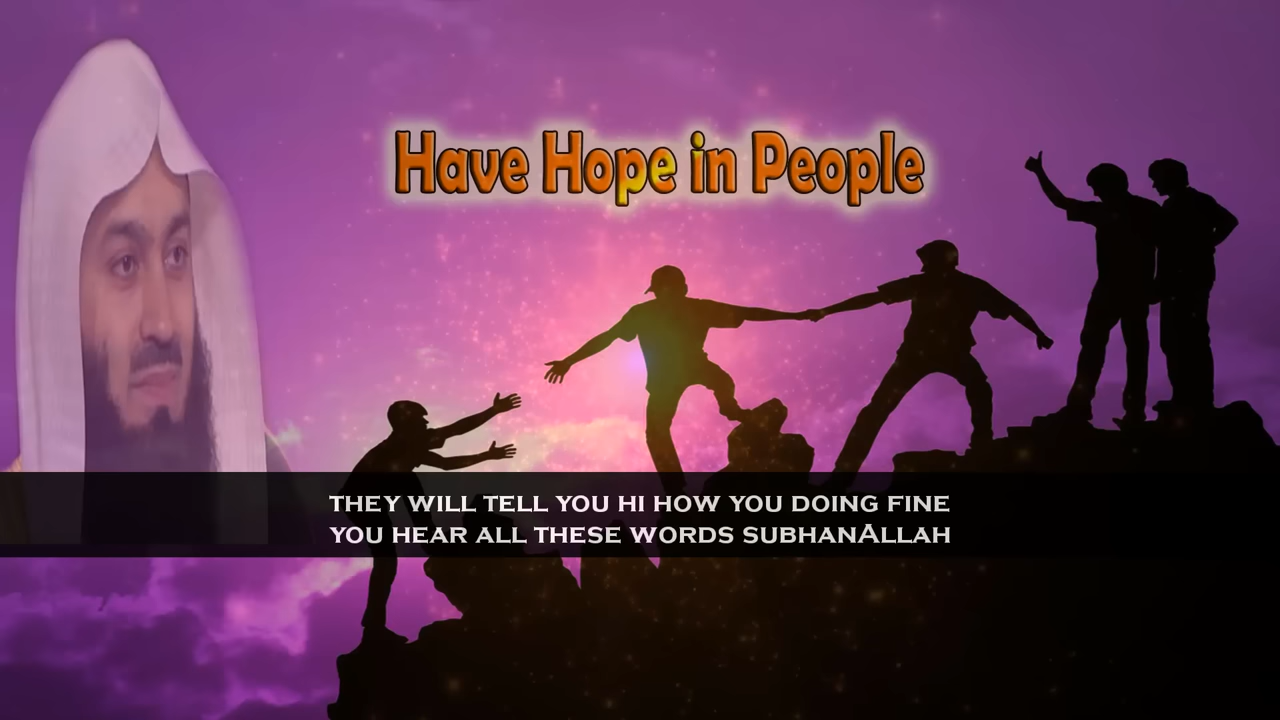 Have Hope in People
THEY WILL TELL YOU HI HOW YOU DOING FINE
YOU HEAR ALL THESE WORDS SUBHANALLAH